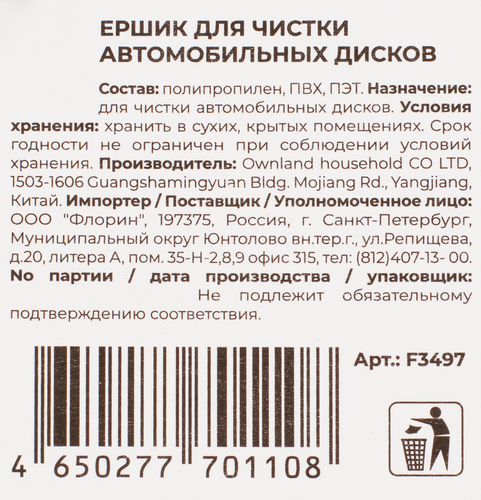 ЕРШИК ДЛЯ ЧИСТКИ
АВТОМОБИЛЬНЫХ ДИСКОВ
Состав: полипропилен, ПВХ, ПЭТ. Назначение:
для чистки автомобильных дисков. Условия
хранения: хранить в сухих, крытых помещениях. Срок
годности не ограничен при соблюдении условий
хранения. Производитель: Ownland household CO LTD,
1503-1606 Guangshamingyuan Bldg. Mojiang Rd., Yangjiang,
Китай. Импортер / Поставщик / Уполномоченное лицо:
ООО "Флорин", 197375, Россия, г. Санкт-Петербург,
Муниципальный округ Юнтолово вн.тер.г., ул.Репищева,
д.20, литера А, пом. 35-Н-2,8,9 офис 315, тел: (812)407-13- 00.
No партии / дата производства / упаковщик:
Не подлежит обязательному
подтверждению соответствия.
Арт.: F3497
4 650277 701108